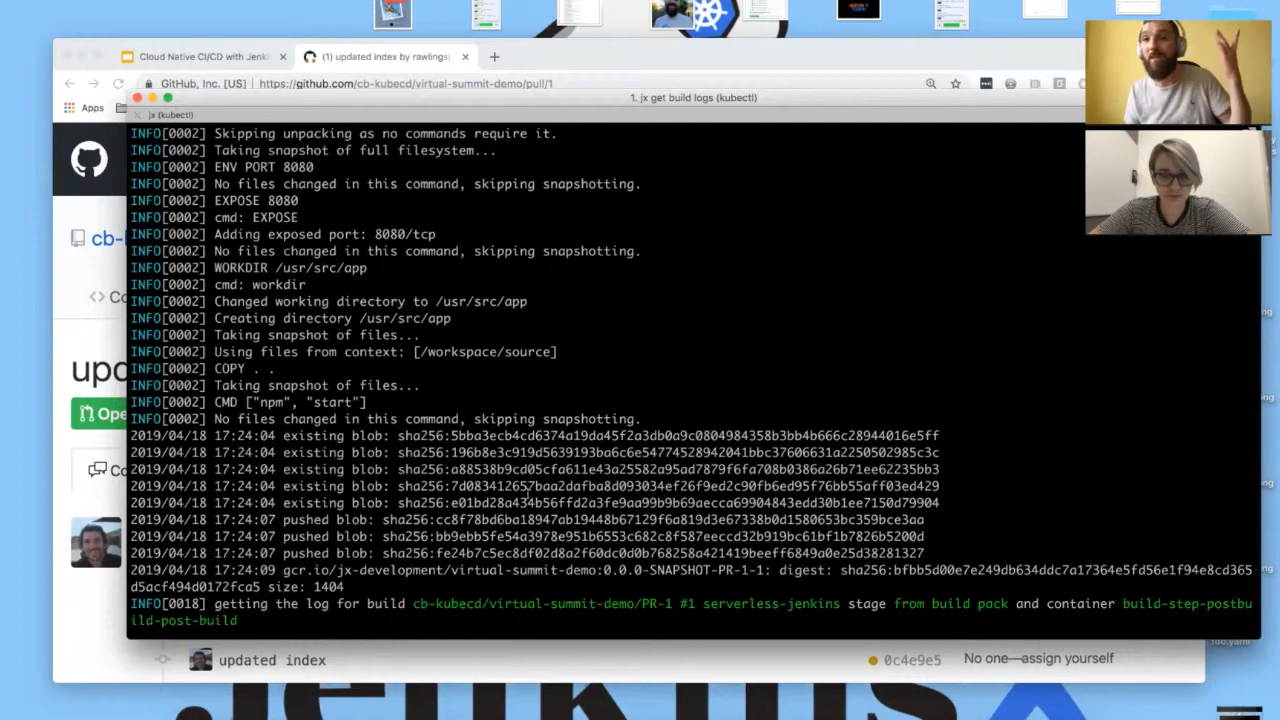 Cloud Native CI/CD with Jenki
(1) updated index by rawlings
GitHub, Inc. [US] https://github.com/cb-kubecd/virtual-summit-demo/pull/1
1. jx get build logs (kubectl)
Apps
jx (kubectl)
INFO[0002] Skipping unpacking as no commands require it.
INFO[0002] Taking snapshot of full filesystem...
INFO[0002] ENV PORT 8080
INFO[0002] No files changed in this command, skipping snapshotting.
INFO[0002] EXPOSE 8080
INFO[0002] cmd: EXPOSE
INFO[0002] Adding exposed port: 8080/tcp
INFO[0002] No files changed in this command, skipping snapshotting.
INFO[0002] WORKDIR /usr/src/app
INFO[0002] cmd: workdir
INFO[0002] Changed working directory to /usr/src/app
INFO[0002] Creating directory /usr/src/app
INFO[0002] Taking snapshot of files...
INFO[0002] Using files from context: [/workspace/source]
INFO[0002] COPY . .
INFO[0002] Taking snapshot of files...
INFO[0002] CMD ["npm", "start"]
INFO[0002] No files changed in this command, skipping snapshotting.
2019/04/18 17:24:04 existing blob: sha256:5bba3ecb4cd6374a19da45f2a3db0a9c0804984358b3bb4b666c28944016e5ff
2019/04/18 17:24:04 existing blob: sha256:196b8e3c919d5639193ba6c6e54774528942abbc37606631a2250502985c3c
2019/04/18 17:24:04 existing blob: sha256:a88538b9cd05cfa611e43a25582a95ad7879f6fa708b0386a26b71ee62235bb3
2019/04/18 17:24:04 existing blob: sha256:7d083412657baa2dafba8d093034ef26f9ed2c90fb6ed95f76bb55aff03ed429
2019/04/18 17:24:04 existing blob: sha256:e01bd28a434b56ffd2a3fe9aa99b9b69aecca69904843edd30b1ee7150d79904
2019/04/18 17:24:07 pushed blob: sha256:cc8f78bd6ba18947ab19448b67129f6a819d3e67338b0d1580653bc359bce3aa
2019/04/18 17:24:07 pushed blob: sha256:bb9ebb5fe54a3978e951b6553c682c8f587eeccd32b919bc61bf1b7826b5200d
2019/04/18 17:24:07 pushed blob: sha256:fe24b7c5ec8df02d8a2f60dc0d0b768258a421419beeff6849a0e25d38281327
2019/04/18 17:24:09 gcr.io/jx-development/virtual-summit-demo:0.0.0-SNAPSHOT-PR-1-1: digest: sha256:bfbb5d00e7e249db634ddc7a17364e5fd56e1f94e8cd365
d5acf494d0172fca5 size: 1404
INFO[0018] getting the log for build cb-kubecd/virtual-summit-demo/PR-1 #1 serverless-jenkins stage from build pack and container build-step-postbu
ild-post-build
cb-
Co
upd
Ope
Co
updated index
0c4e9e5
No one—assign yourself
Jenkins